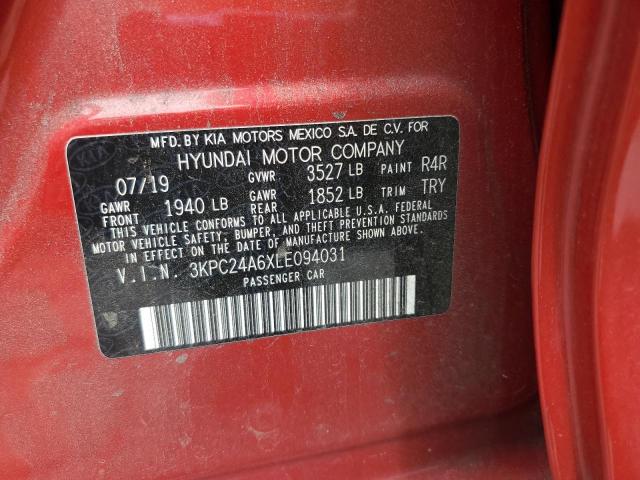 MFD. BY KIA MOTORS MEXICO S.A. DE C.V. FOR
HYUNDAI MOTOR COMPANY
07/19 GVWR 3527 LB PAINT R4R
GAWR FRONT 1940 LB GAWR REAR 1852 LB TRIM TRY
THIS VEHICLE CONFORMS TO ALL APPLICABLE U.S.A. FEDERAL
MOTOR VEHICLE SAFETY, BUMPER, AND THEFT PREVENTION STANDARDS
IN EFFECT ON THE DATE OF MANUFACTURE SHOWN ABOVE.
V.I.N. 3KPC24A6XLE094031
PASSENGER CAR